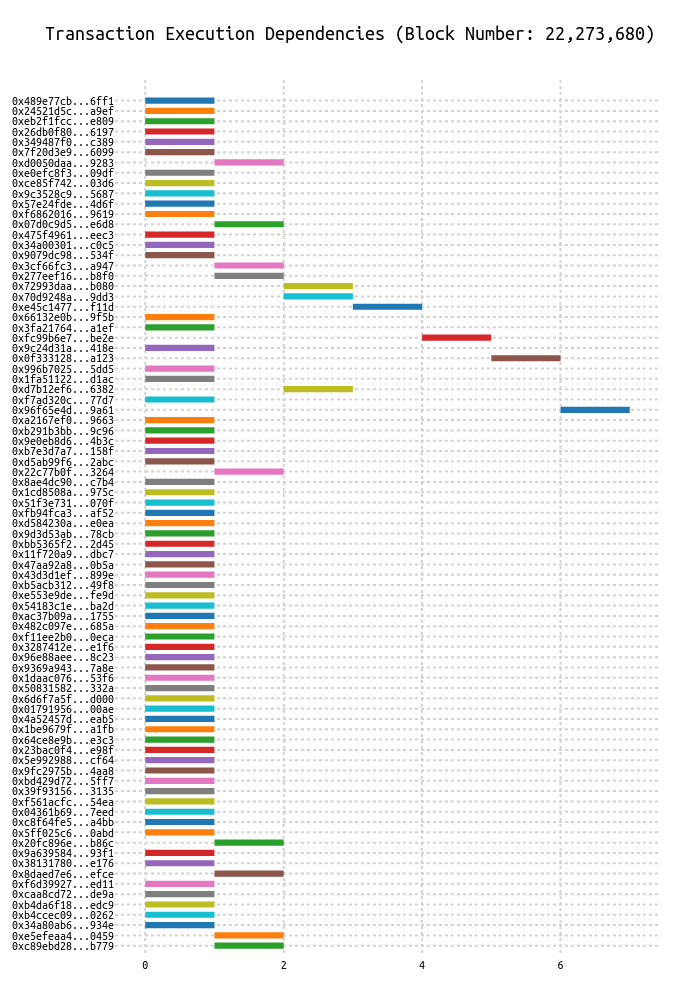 Transaction Execution Dependencies (Block Number: 22,273,680)
0x489e77cb...6ff1
0x24521d5c...a9ef
0xeb2f1fcc...e809
0x26db0f80...6197
0x349487f0...c389
0x7f20d3e9...6099
0xd0050daa...9283
0xe0efc8f3...09df
0xce85f742...03d6
0x9c3528c9...5687
0x57e24fde...4d6f
0xf6862016...9619
0x07d0c9d5...e6d8
0x475f4961...eec3
0x34a00301...c0c5
0x9079dc98...534f
0x3cf66fc3...a947
0x277eef16...b8f0
0x72993daa...b080
0x70d9248a...9dd3
0xe45c1477...f11d
0x66132e0b...9f5b
0x3fa21764...a1ef
0xfc99b6e7...be2e
0x9c24d31a...418e
0x0f333128...a123
0x996b7025...5dd5
0x1fa51122...d1ac
0xd7b12ef6...6382
0xf7ad320c...77d7
0x96f65e4d...9a61
0xa2167ef0...9663
0xb291b3bb...9c96
0x9e0eb8d6...4b3c
0xb7e3d7a7...158f
0xd5ab99f6...2abc
0x22c77b0f...3264
0x8ae4dc90...c7b4
0x1cd8508a...975c
0x51f3e731...070f
0xfb94fca3...af52
0xd584230a...e0ea
0x9d3d53ab...78cb
0xbb5365f2...2d45
0x11f720a9...dbc7
0x47aa92a8...0b5a
0x43d3d1ef...899e
0xb5acb312...49f8
0xe553e9de...fe9d
0x54183c1e...ba2d
0xac37b09a...1755
0x482c097e...685a
0xf11ee2b0...0eca
0x3287412e...e1f6
0x96e88aee...8c23
0x9369a943...7a8e
0x1daac076...53f6
0x50831582...332a
0x6d6f7a5f...d000
0x01791956...00ae
0x4a52457d...eab5
0x1be9679f...a1fb
0x64ce8e9b...e3c3
0x23bac0f4...e98f
0x5e992988...cf64
0x9fc2975b...4aa8
0xbd429d72...5ff7
0x39f93156...3135
0xf561acfc...54ea
0x04361b69...7eed
0xc8f64fe5...a4bb
0x5ff025c6...0abd
0x20fc896e...b86c
0x9a639584...93f1
0x38131780...e176
0x8daed7e6...efce
0xf6d39927...ed11
0xcaa8cd72...de9a
0xb4da6f18...edc9
0xb4ccec09...0262
0x34a80ab6...934e
0xe5efeaa4...0459
0xc89ebd28...b779
0 2 4 6